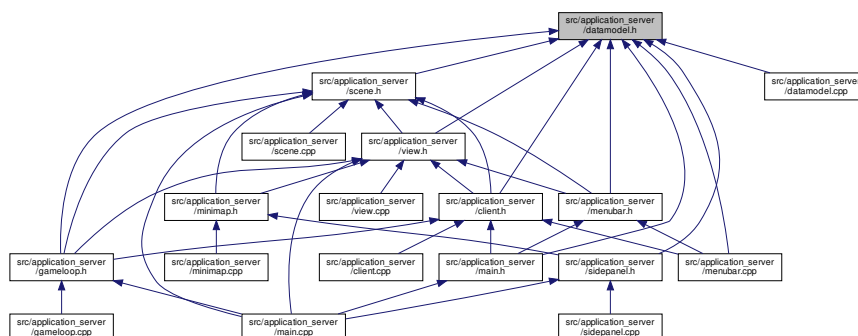 src/application_server
/datamodel.h
src/application_server
/scene.h
src/application_server
/datamodel.cpp
src/application_server
/scene.cpp
src/application_server
/view.h
src/application_server
/minimap.h
src/application_server
/view.cpp
src/application_server
/client.h
src/application_server
/menubar.h
src/application_server
/gameloop.h
src/application_server
/minimap.cpp
src/application_server
/client.cpp
src/application_server
/main.h
src/application_server
/sidepanel.h
src/application_server
/menubar.cpp
src/application_server
/gameloop.cpp
src/application_server
/main.cpp
src/application_server
/sidepanel.cpp